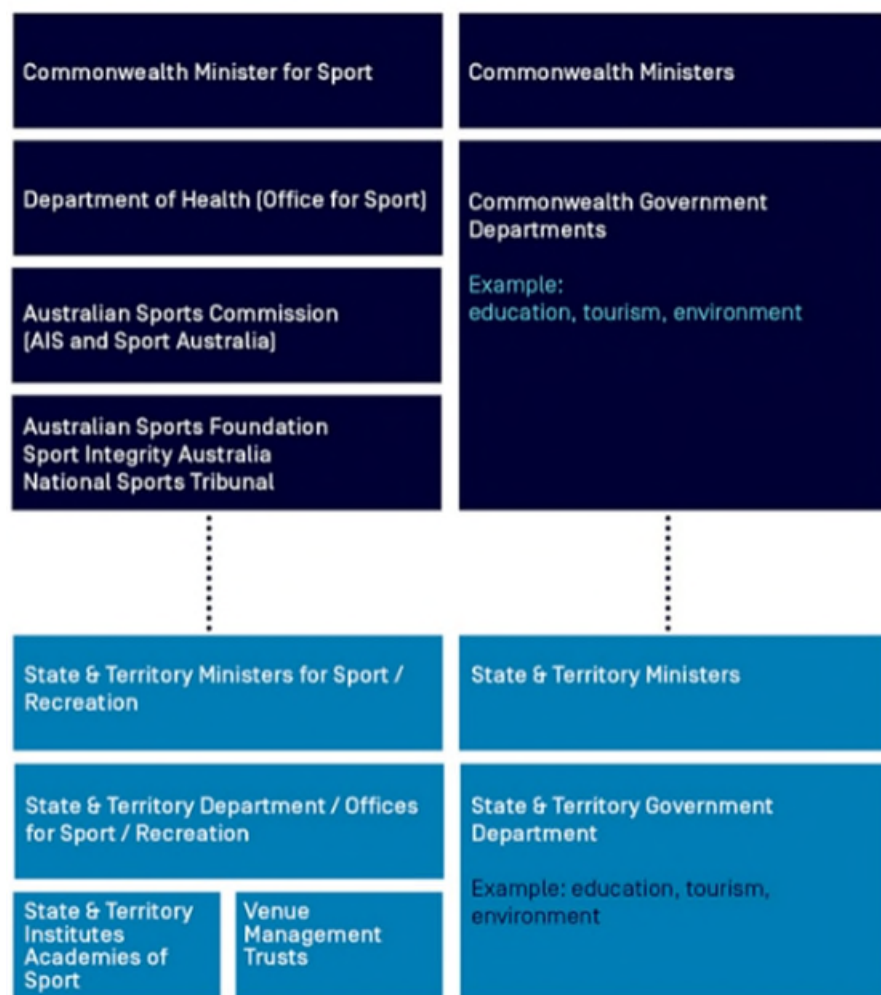 Commonwealth Minister for Sport
Commonwealth Ministers
Department of Health (Office for Sport)
Commonwealth Government
Departments
Example:
education, tourism, environment
Australian Sports Commission
(AIS and Sport Australia)
Australian Sports Foundation
Sport Integrity Australia
National Sports Tribunal
State & Territory Ministers for Sport /
Recreation
State & Territory Ministers
State & Territory Department / Offices
for Sport / Recreation
State & Territory Government
Department
Example: education, tourism,
environment
State & Territory
Institutes
Academies of
Sport
Venue
Management
Trusts